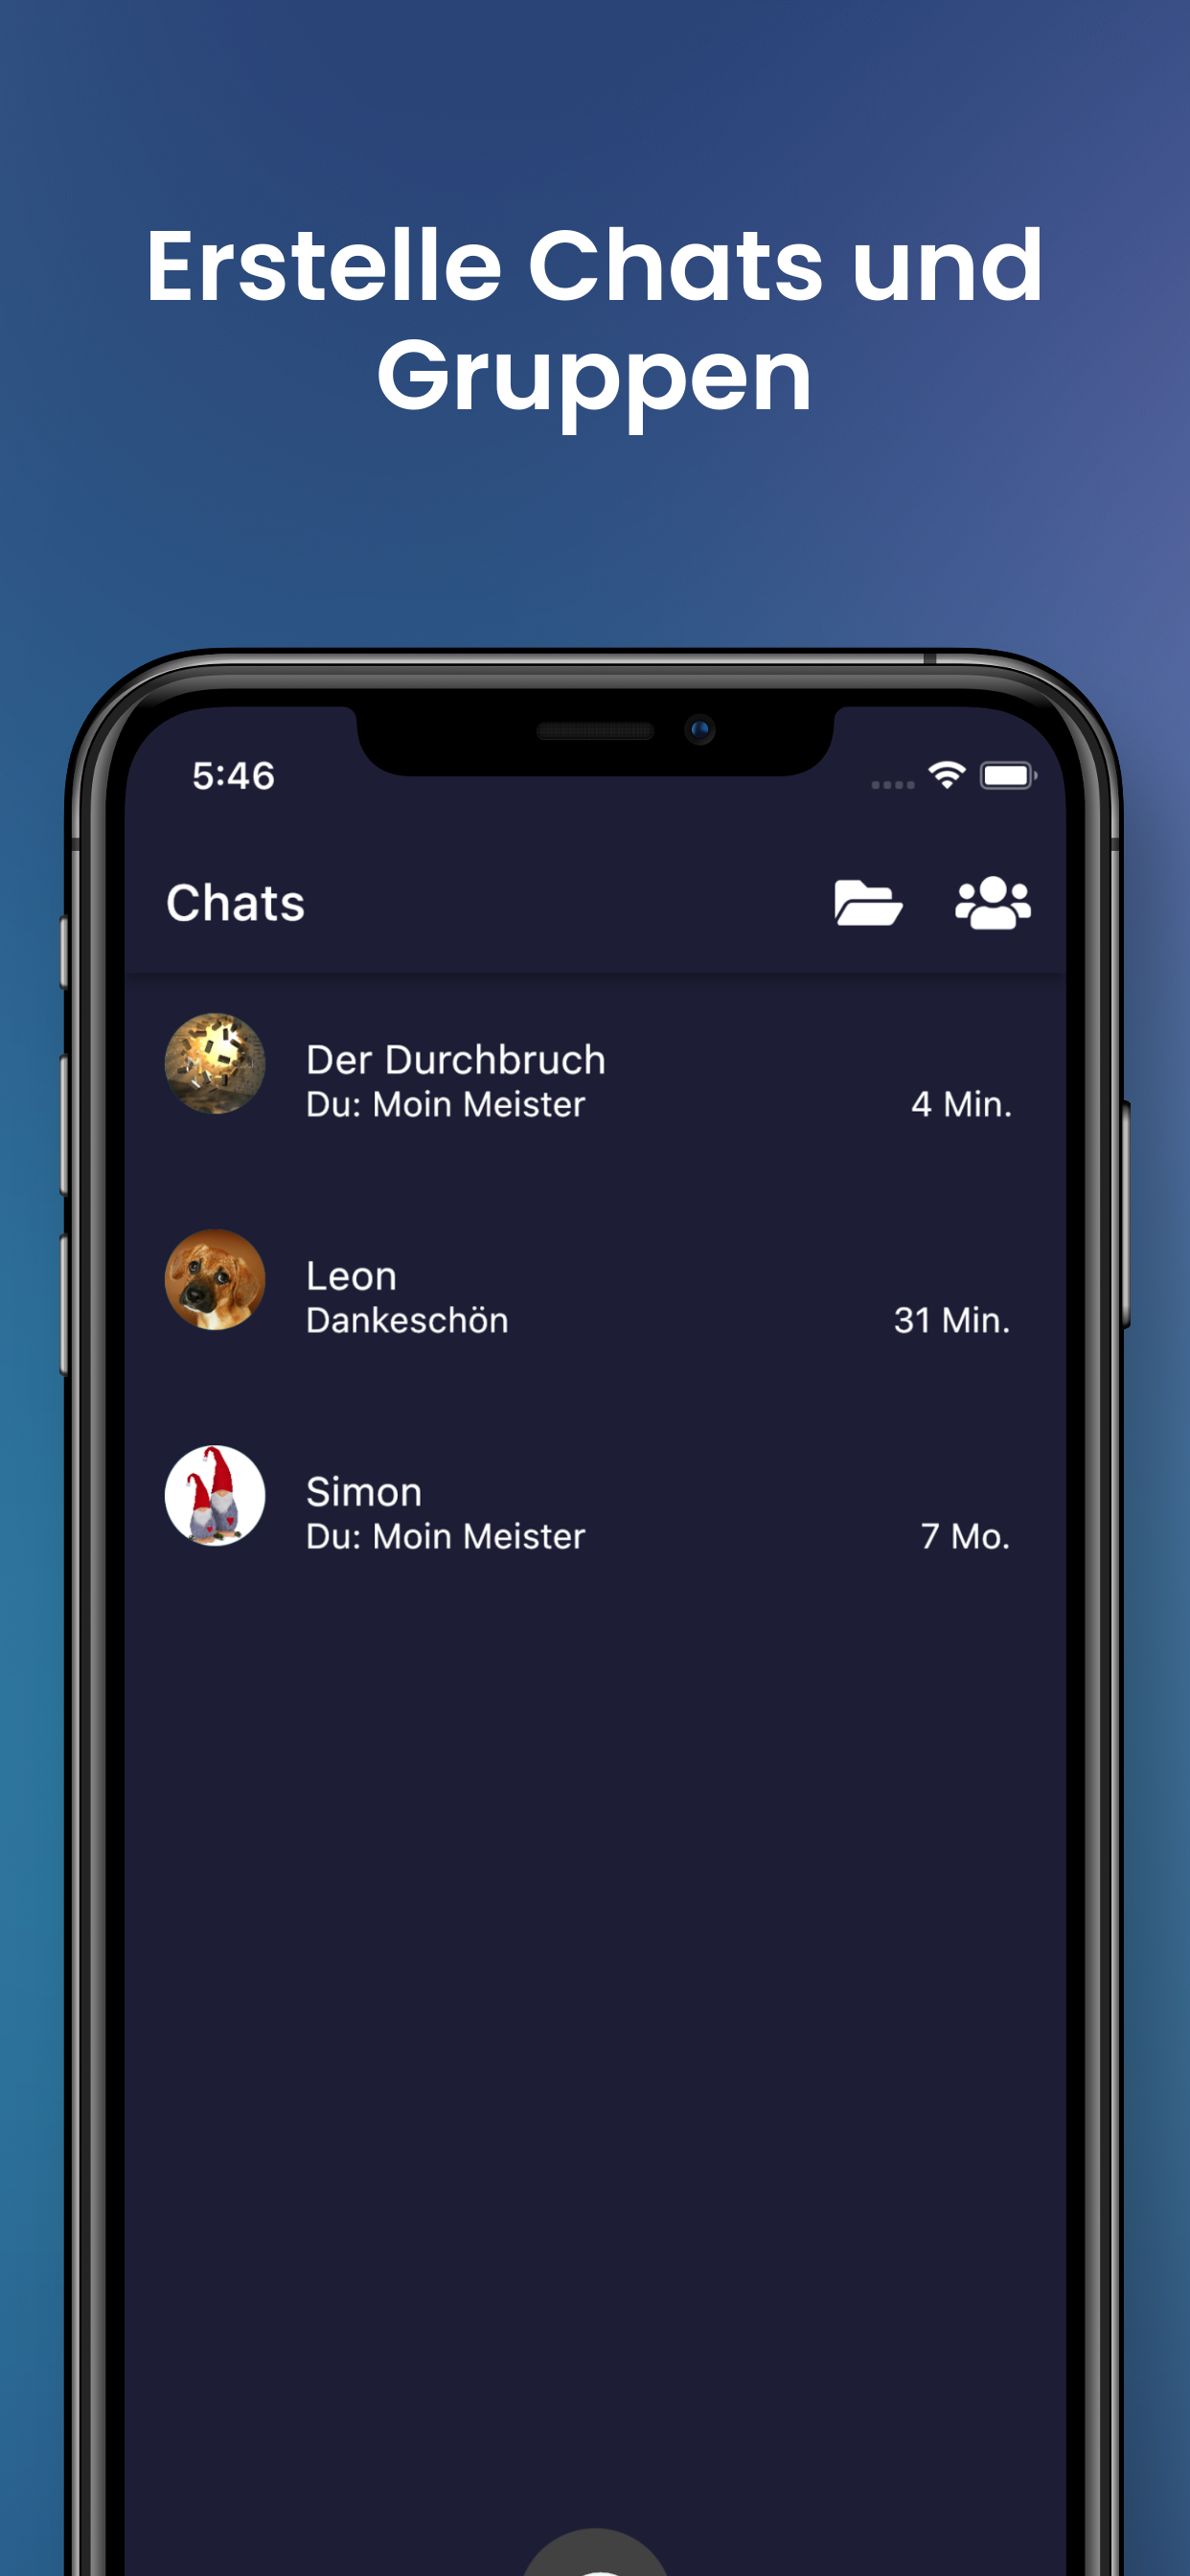 Erstelle Chats und
Gruppen
5:46
Chats
Der Durchbruch
Du: Moin Meister
4 Min.
Leon
Dankeschön
31 Min.
Simon
Du: Moin Meister
7 Mo.